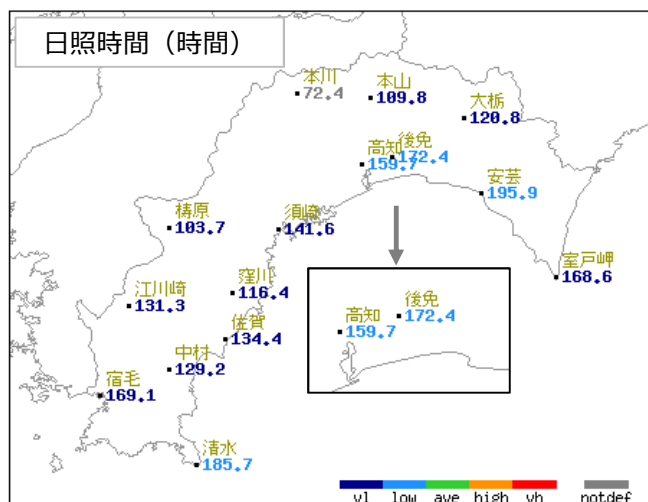 日照時間（時間）
本川
72.4
本山
109.8
大栃
120.8
高知
159.7
後免
172.4
安芸
195.9
梼原
103.7
須崎
141.6
室戸岬
168.6
江川崎
131.3
窪川
116.4
佐賀
134.4
後免
172.4
高知
159.7
中村
129.2
宿毛
169.1
清水
185.7
vl low ave high vh notdef